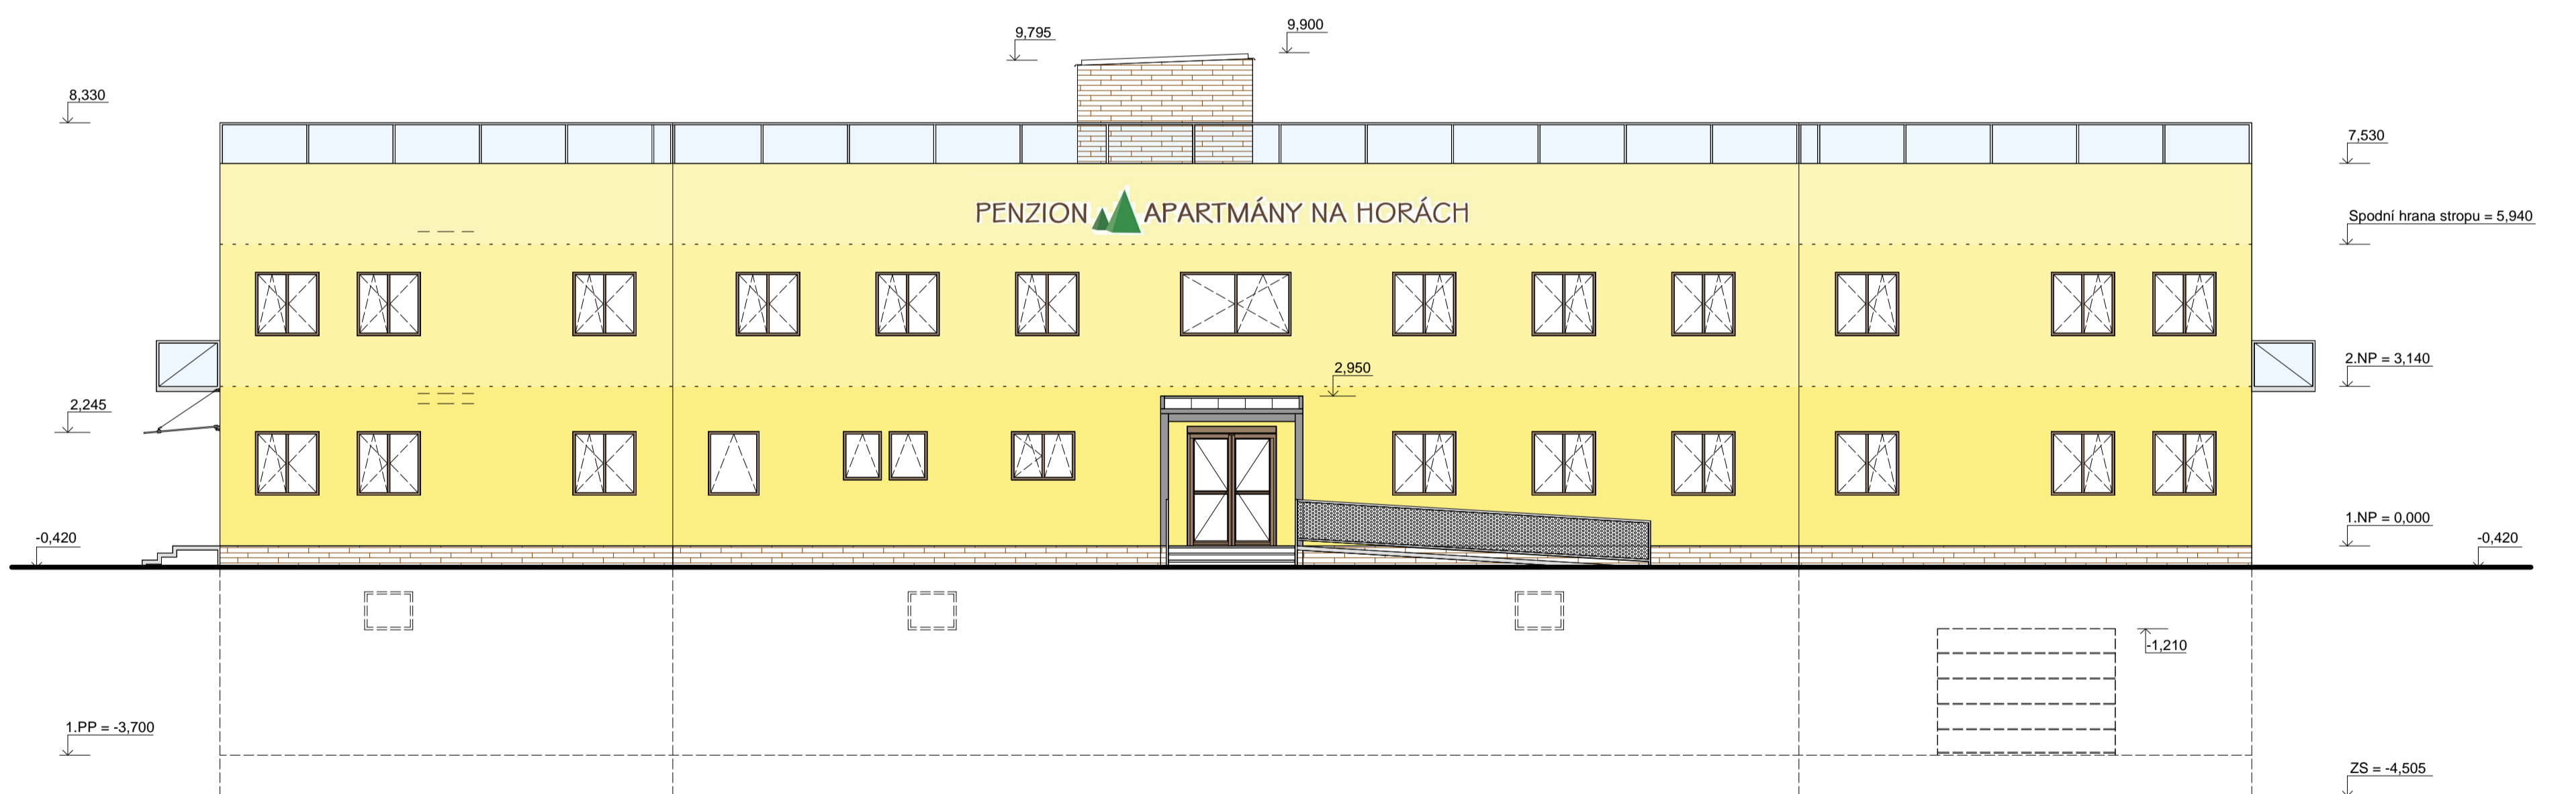 9,900
9,795
8,330
7,530
PENZION APARTMÁNY NA HORÁCH
Spodní hrana stropu = 5,940
2.NP = 3,140
2,950
2,245
1.NP = 0,000
-0,420
-0,420
-1,210
1.PP = -3,700
ZS = -4,505